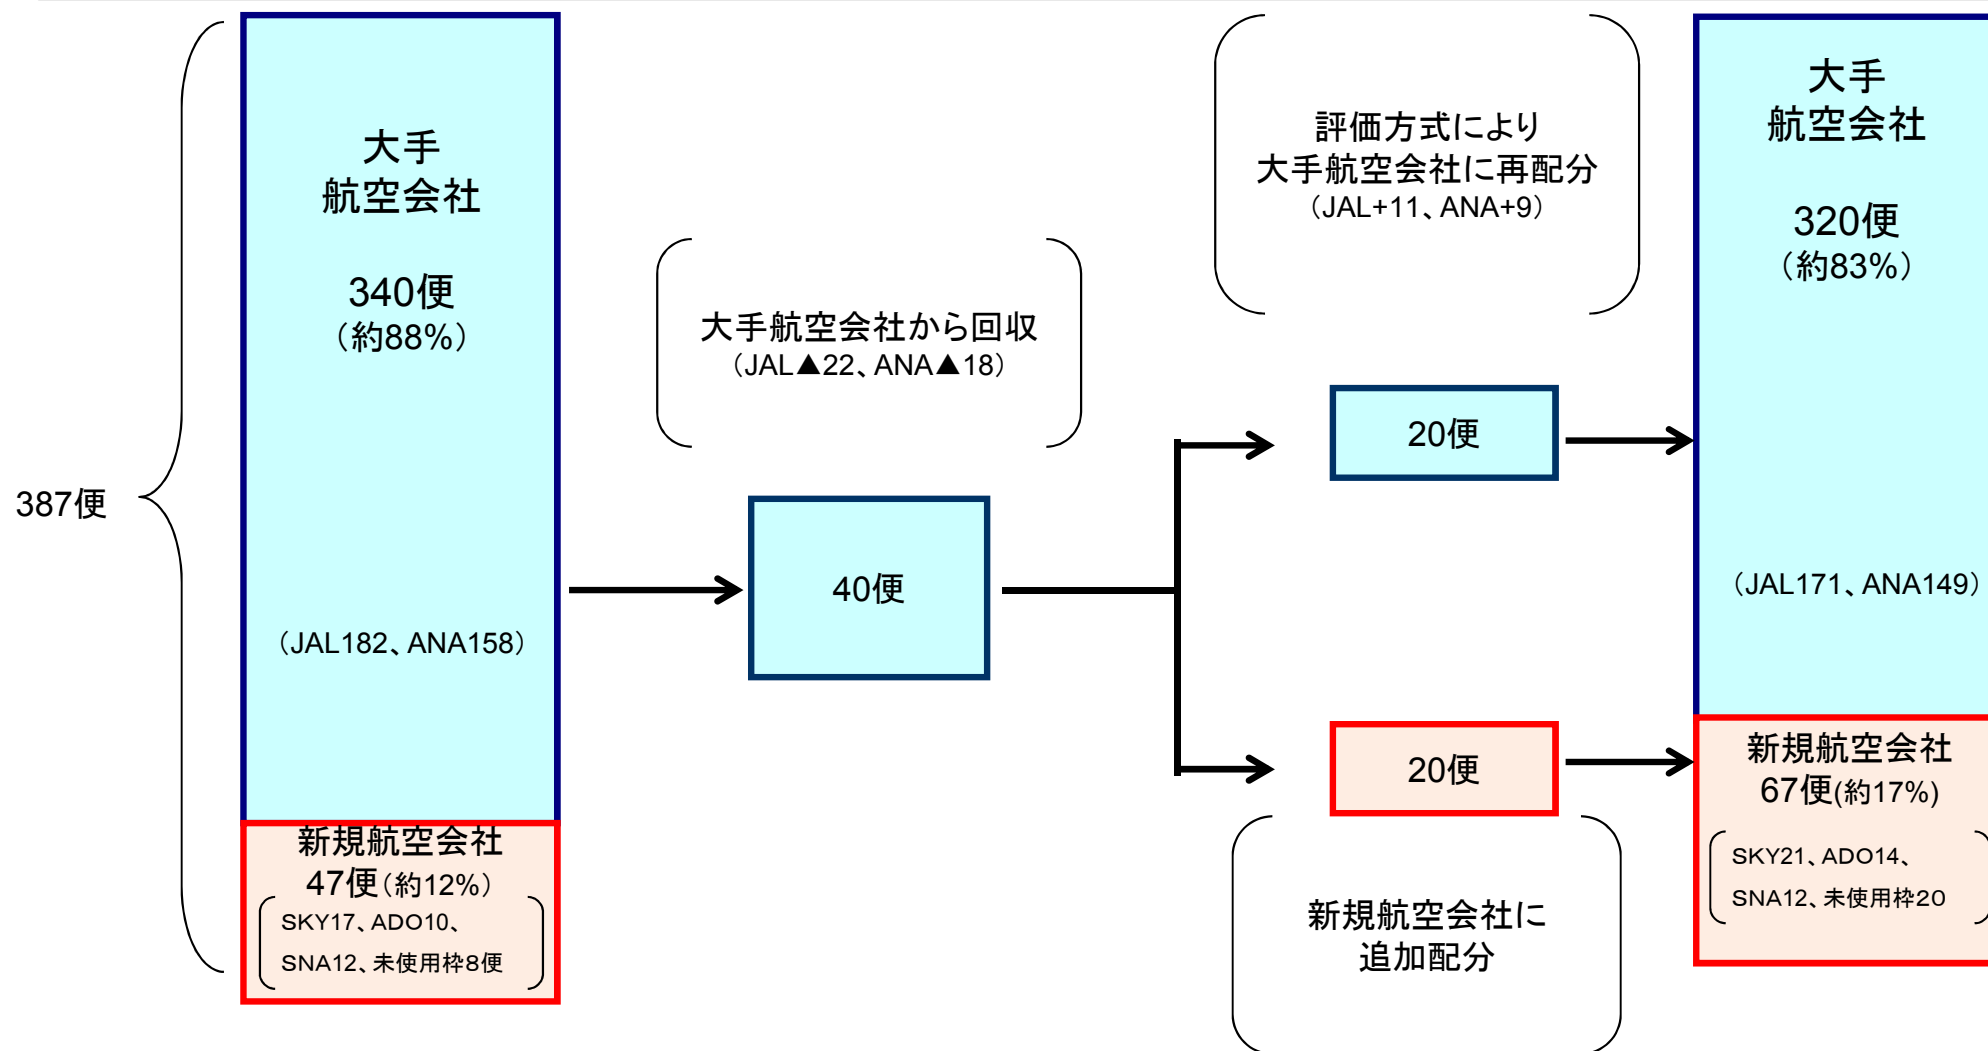 387便
大手
航空会社
340便
（約88%）
（JAL182、ANA158）
新規航空会社
47便（約12%）
SKY17、ADO10、
SNA12、未使用枠8便
大手航空会社から回収
（JAL▲22、ANA▲18）
40便
評価方式により
大手航空会社に再配分
（JAL+11、ANA+9）
20便
20便
新規航空会社に
追加配分
大手
航空会社
320便
（約83%）
（JAL171、ANA149）
新規航空会社
67便(約17%)
SKY21、ADO14、
SNA12、未使用枠20